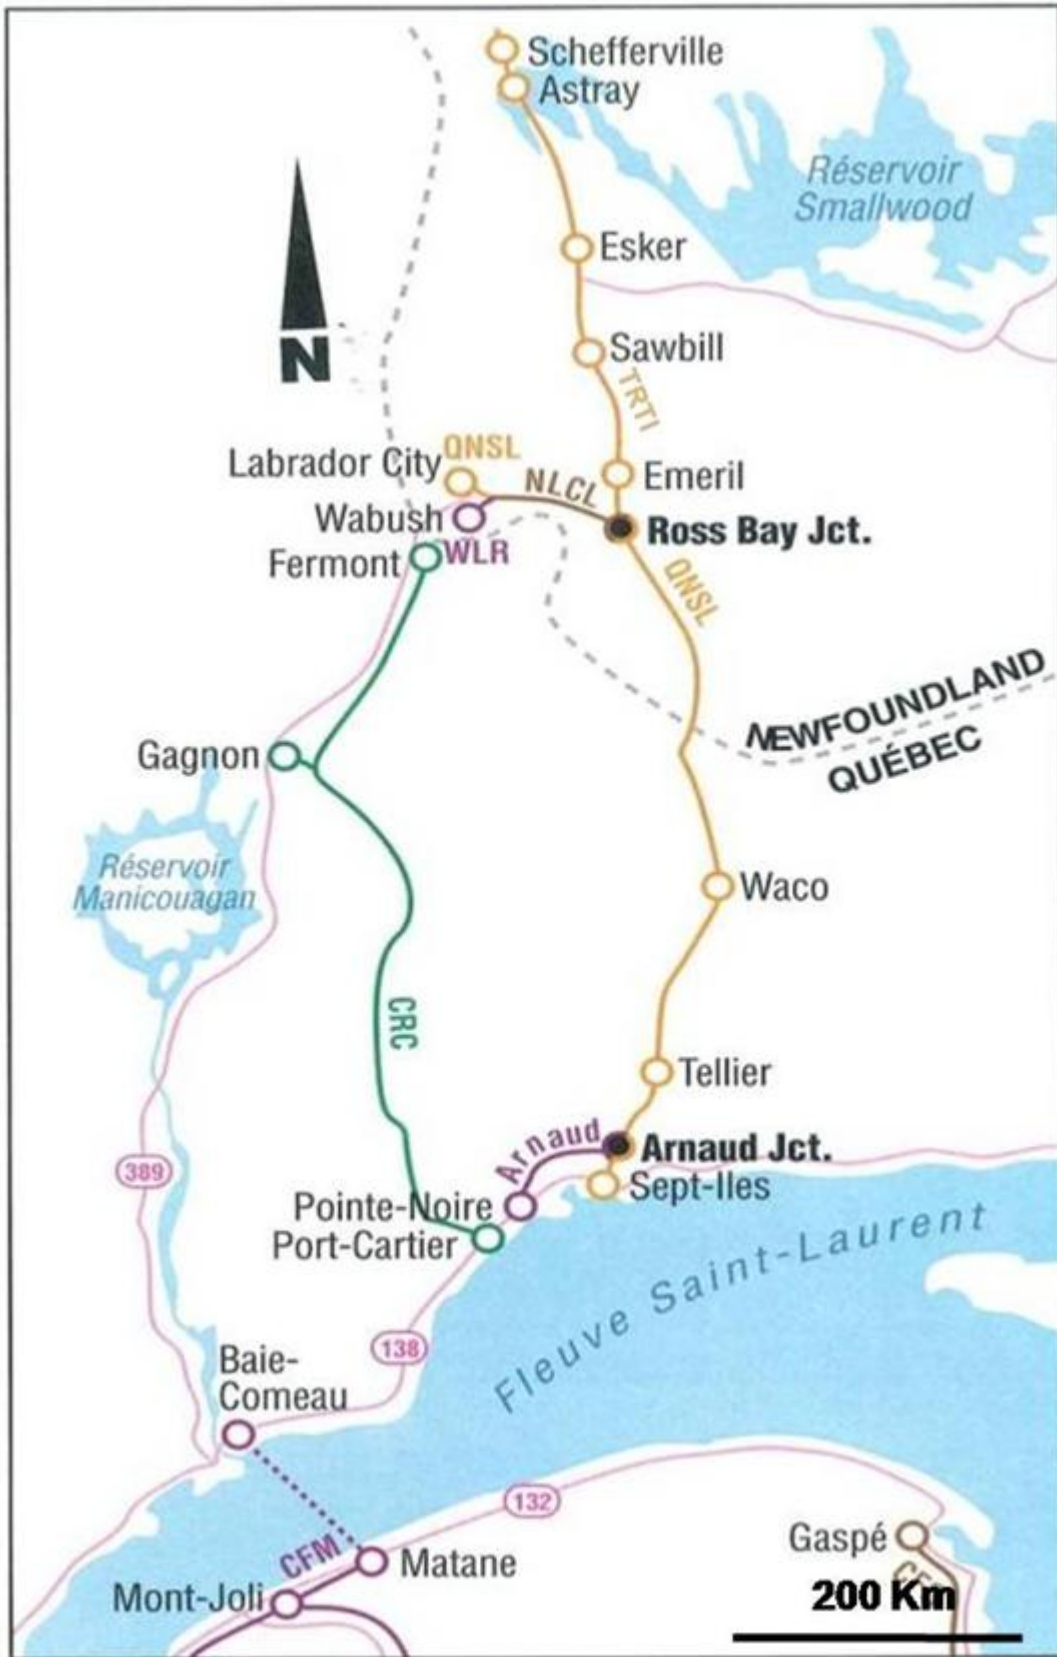 Schefferville
Astray
Réservoir
Smallwood
Esker
N
Sawbill
TRTI
QNSL
Labrador City
NLCL
Emeril
Wabush
Ross Bay Jct.
WLR
Fermont
QNSL
NEWFOUNDLAND
QUÉBEC
Gagnon
Réservoir
Manicouagan
Waco
CRC
Tellier
Arnaud
Arnaud Jct.
389
Sept-Iles
Pointe-Noire
Port-Cartier
Fleuve Saint-Laurent
138
Baie-
Comeau
132
Gaspé
CFM
Matane
Mont-Joli
200 Km